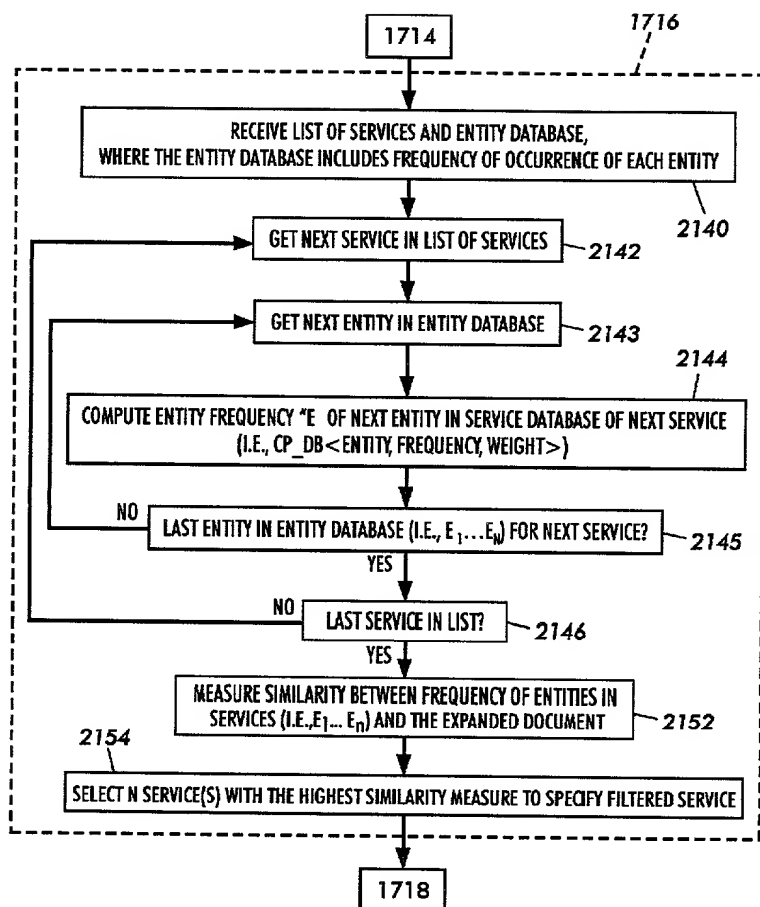 1714
1716
RECEIVE LIST OF SERVICES AND ENTITY DATABASE,
WHERE THE ENTITY DATABASE INCLUDES FREQUENCY OF OCCURRENCE OF EACH ENTITY
2140
GET NEXT SERVICE IN LIST OF SERVICES
2142
GET NEXT ENTITY IN ENTITY DATABASE
2143
2144
COMPUTE ENTITY FREQUENCY "E OF NEXT ENTITY IN SERVICE DATABASE OF NEXT SERVICE
(I.E., CP_DB<ENTITY, FREQUENCY, WEIGHT>)
NO
LAST ENTITY IN ENTITY DATABASE (I.E., E1...EN) FOR NEXT SERVICE?
2145
YES
NO
LAST SERVICE IN LIST?
2146
YES
MEASURE SIMILARITY BETWEEN FREQUENCY OF ENTITIES IN
SERVICES (I.E.,E1... En) AND THE EXPANDED DOCUMENT
2152
2154
SELECT N SERVICE(S) WITH THE HIGHEST SIMILARITY MEASURE TO SPECIFY FILTERED SERVICE
1718